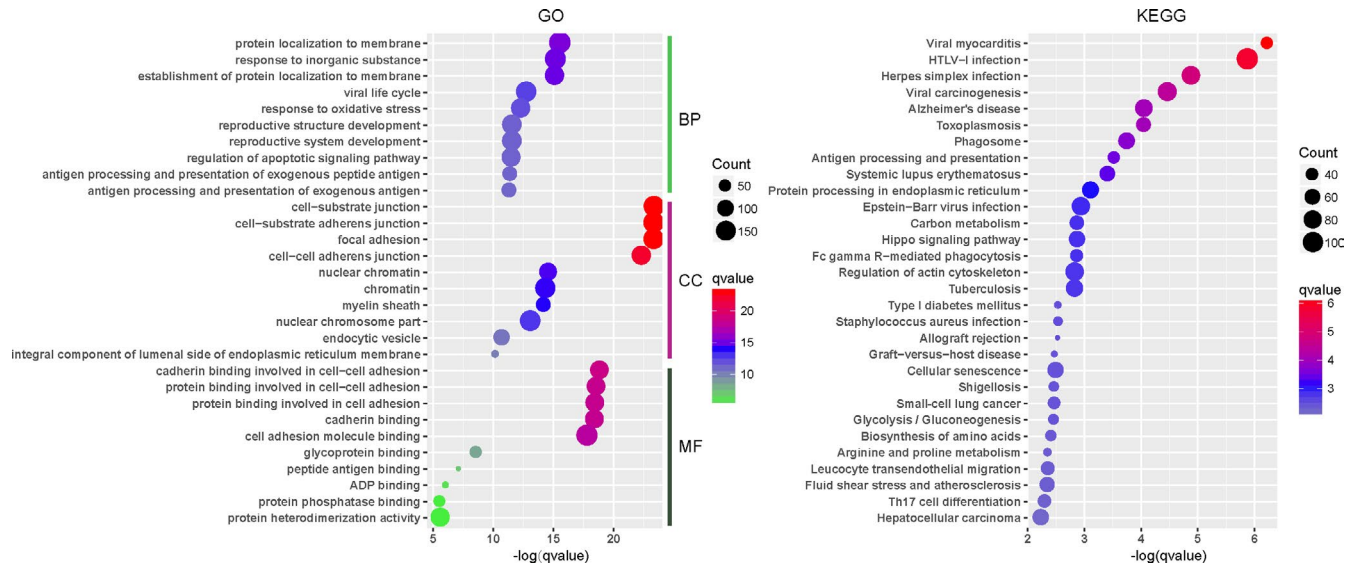 GO
protein localization to membrane
response to inorganic substance
establishment of protein localization to membrane
viral life cycle
response to oxidative stress
reproductive structure development
reproductive system development
regulation of apoptotic signaling pathway
antigen processing and presentation of exogenous peptide antigen
antigen processing and presentation of exogenous antigen
cell−substrate junction
cell−substrate adherens junction
focal adhesion
cell−cell adherens junction
nuclear chromatin
chromatin
myelin sheath
nuclear chromosome part
endocytic vesicle
integral component of lumenal side of endoplasmic reticulum membrane
cadherin binding involved in cell−cell adhesion
protein binding involved in cell−cell adhesion
protein binding involved in cell adhesion
cadherin binding
cell adhesion molecule binding
glycoprotein binding
peptide antigen binding
ADP binding
protein phosphatase binding
protein heterodimerization activity
5 10 15 20
-log(qvalue)
BP
CC
MF
Count
50
100
150
qvalue
20
15
10
KEGG
Viral myocarditis
HTLV−I infection
Herpes simplex infection
Viral carcinogenesis
Alzheimer's disease
Toxoplasmosis
Phagosome
Antigen processing and presentation
Systemic lupus erythematosus
Protein processing in endoplasmic reticulum
Epstein−Barr virus infection
Carbon metabolism
Hippo signaling pathway
Fc gamma R−mediated phagocytosis
Regulation of actin cytoskeleton
Tuberculosis
Type I diabetes mellitus
Staphylococcus aureus infection
Allograft rejection
Graft−versus−host disease
Cellular senescence
Shigellosis
Small−cell lung cancer
Glycolysis / Gluconeogenesis
Biosynthesis of amino acids
Arginine and proline metabolism
Leucocyte transendothelial migration
Fluid shear stress and atherosclerosis
Th17 cell differentiation
Hepatocellular carcinoma
2 3 4 5 6
-log(qvalue)
Count
40
60
80
100
qvalue
6
5
4
3